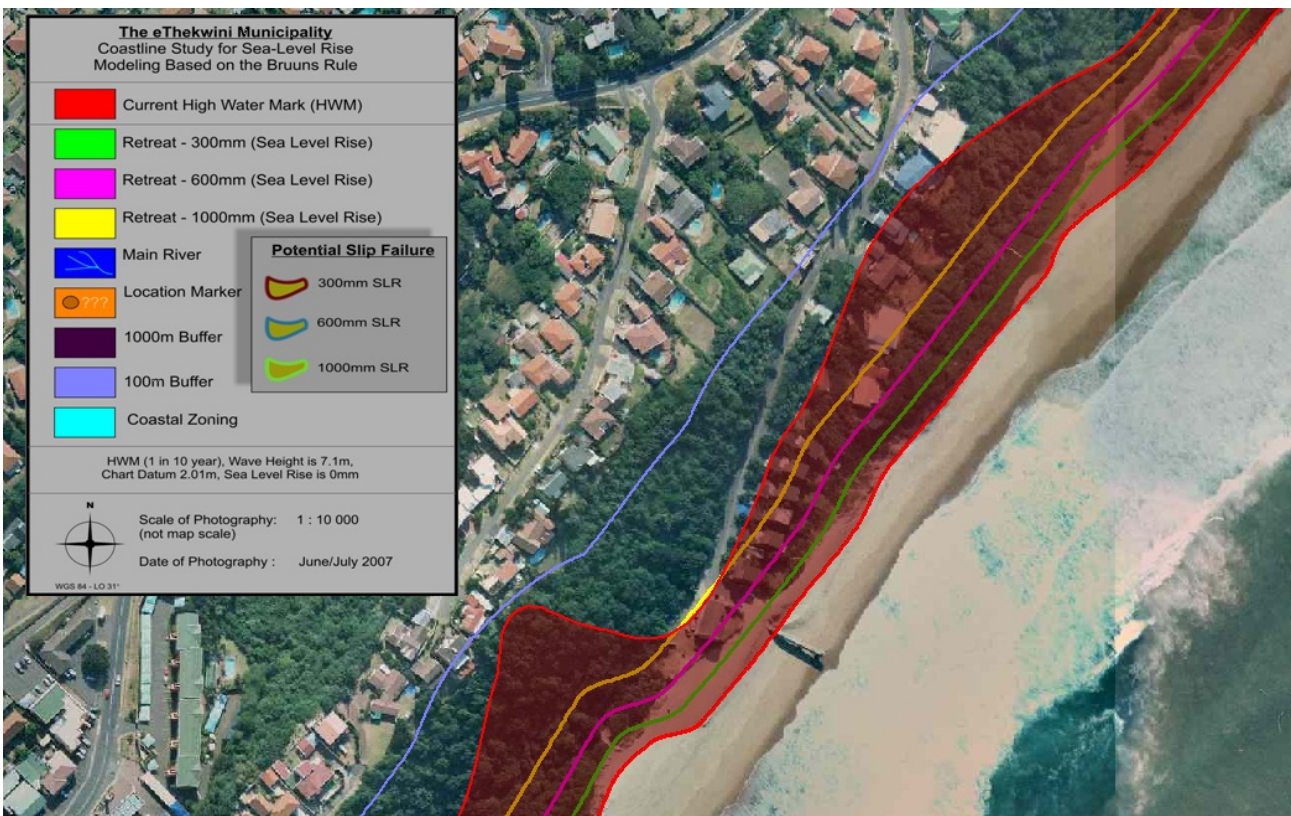 The eThekwini Municipality
Coastline Study for Sea-Level Rise
Modeling Based on the Bruuns Rule
Current High Water Mark (HWM)
Retreat - 300mm (Sea Level Rise)
Retreat - 600mm (Sea Level Rise)
Retreat - 1000mm (Sea Level Rise)
Main River
Location Marker
???
1000m Buffer
100m Buffer
Coastal Zoning
Potential Slip Failure
300mm SLR
600mm SLR
1000mm SLR
HWM (1 in 10 year), Wave Height is 7.1m,
Chart Datum 2.01m, Sea Level Rise is 0mm
N
WGS 84 - LO 31°
Scale of Photography: 1 : 10 000
(not map scale)
Date of Photography : June/July 2007